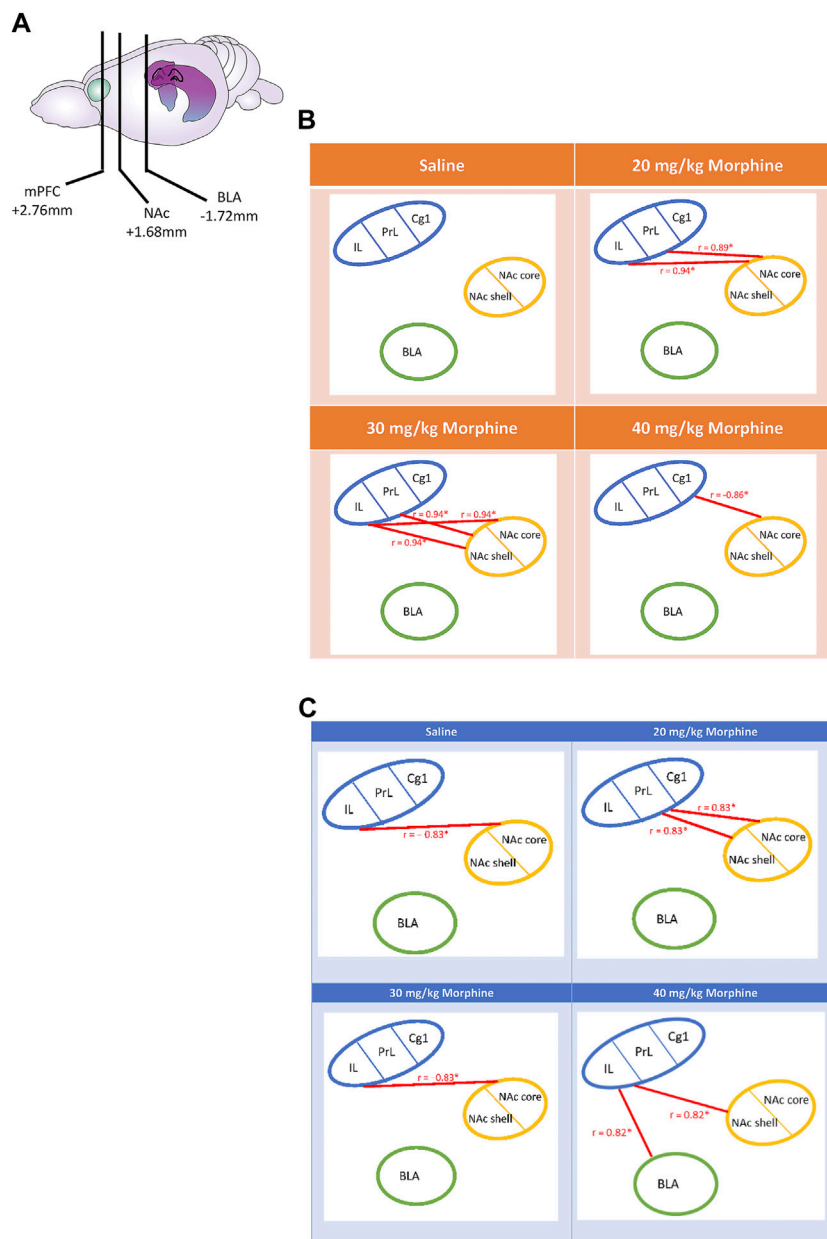 A
mPFC
+2.76mm
NAc
+1.68mm
BLA
-1.72mm
B
Saline
Cg1
PrL
IL
NAc core
NAc shell
BLA
20 mg/kg Morphine
Cg1
PrL
IL
r = 0.89*
r = 0.94*
NAc core
NAc shell
BLA
30 mg/kg Morphine
Cg1
PrL
IL
r = 0.94* r = 0.94*
r = 0.94*
NAc core
NAc shell
BLA
40 mg/kg Morphine
Cg1
PrL
IL
r = -0.86*
NAc core
NAc shell
BLA
C
Saline
Cg1
PrL
IL
r = – 0.83*
NAc core
NAc shell
BLA
20 mg/kg Morphine
Cg1
PrL
IL
r = 0.83*
r = 0.83*
NAc core
NAc shell
BLA
30 mg/kg Morphine
Cg1
PrL
IL
r = -0.83*
NAc core
NAc shell
BLA
40 mg/kg Morphine
Cg1
PrL
IL
r = 0.82*
r = 0.82*
NAc core
NAc shell
BLA